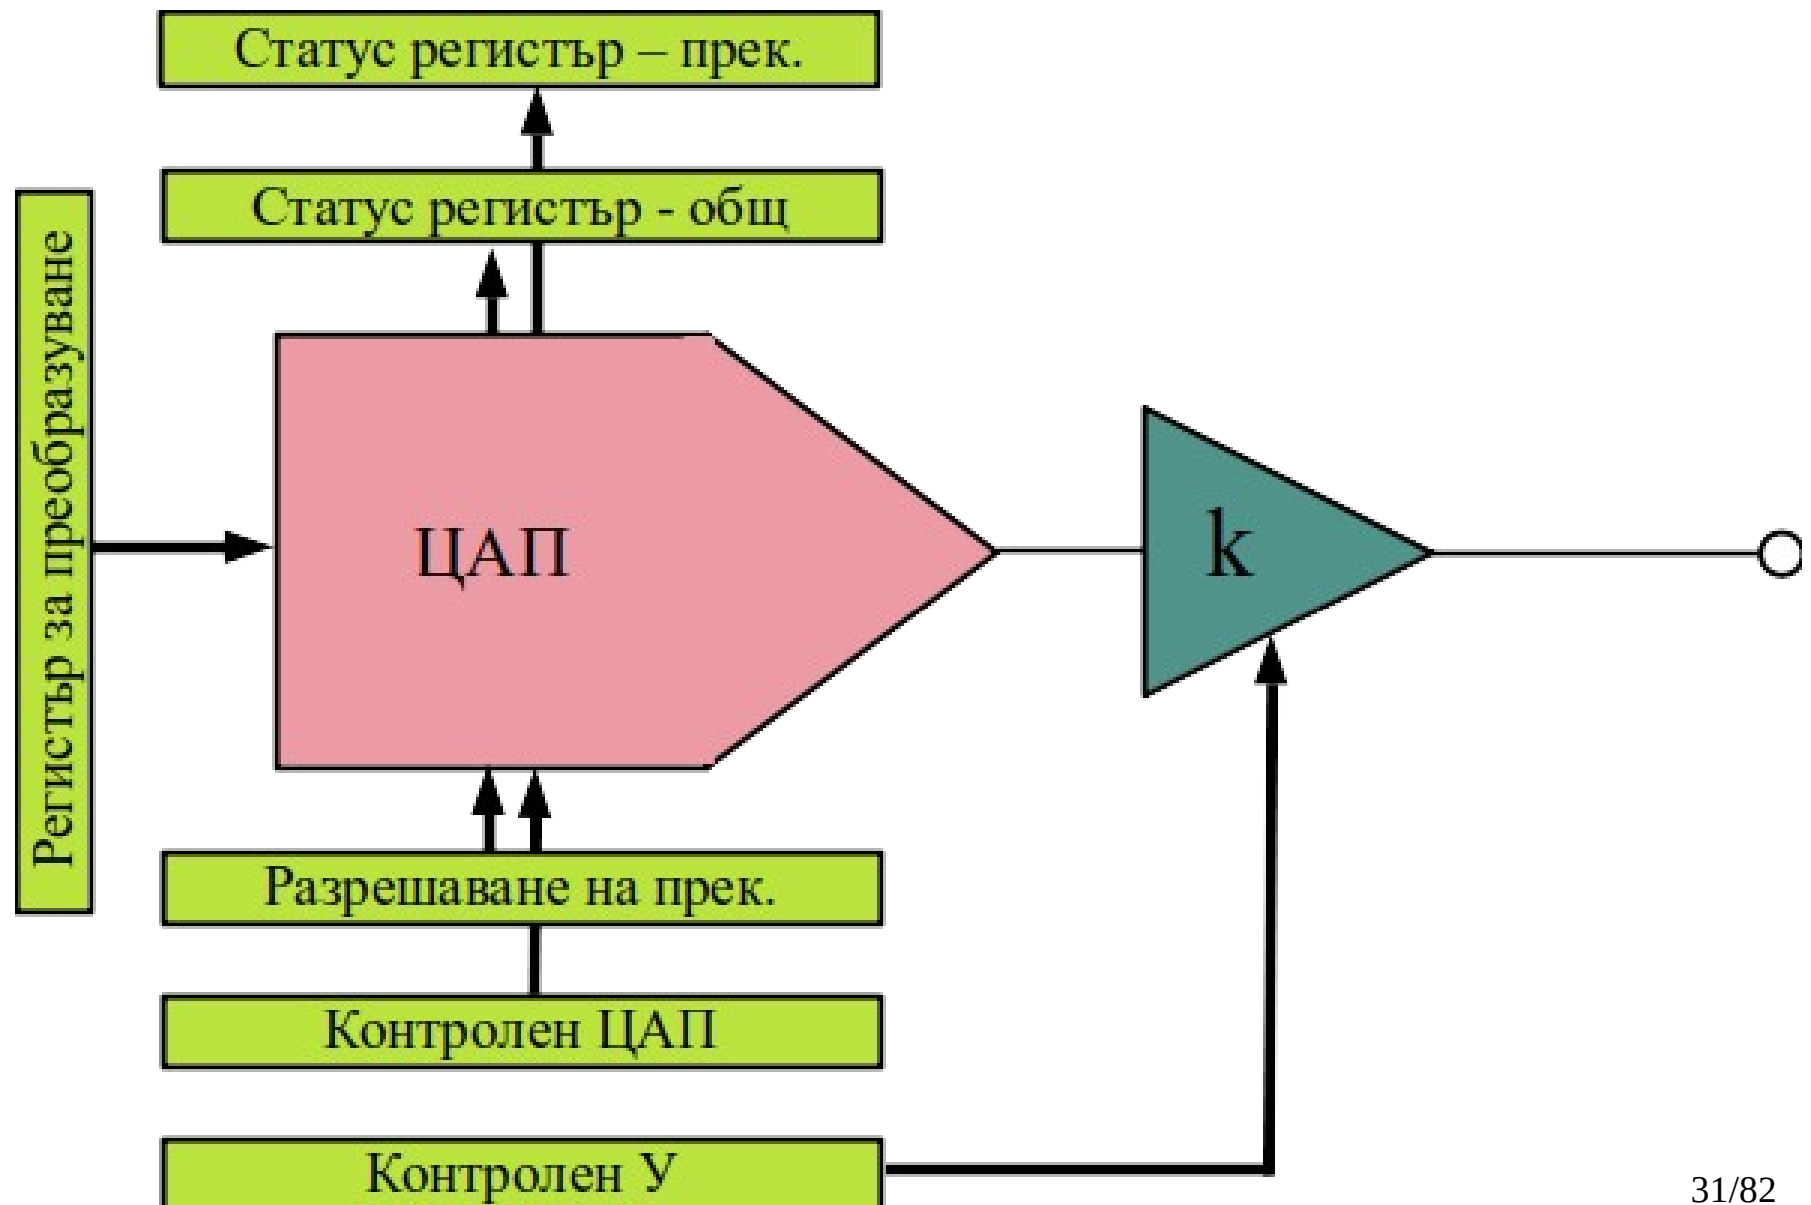 Статус регистър – прек.
Статус регистър - общ
Регистър за преобразуване
ЦАП
k
Разрешаване на прек.
Контролен ЦАП
Контролен У
31/82